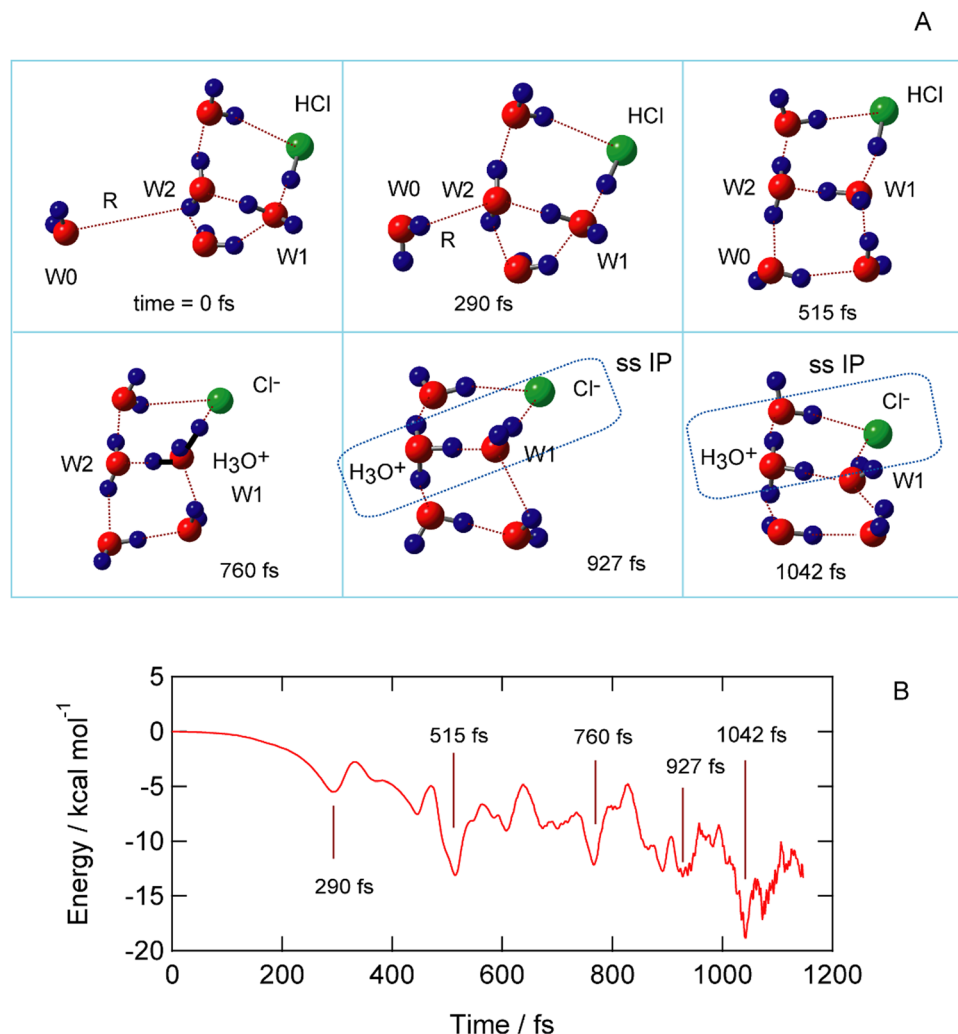 A
HCl
W2
R
W1
W0
time = 0 fs
HCl
W0
W2
R
W1
290 fs
HCl
W2
W1
W0
515 fs
Cl-
W2
H3O+
W1
760 fs
ss IP
Cl-
W1
H3O+
927 fs
ss IP
Cl-
H3O+
W1
1042 fs
B
5
0
-5
-10
-15
-20
Energy / kcal mol-1
290 fs
515 fs
760 fs
927 fs
1042 fs
0 200 400 600 800 1000 1200
Time / fs